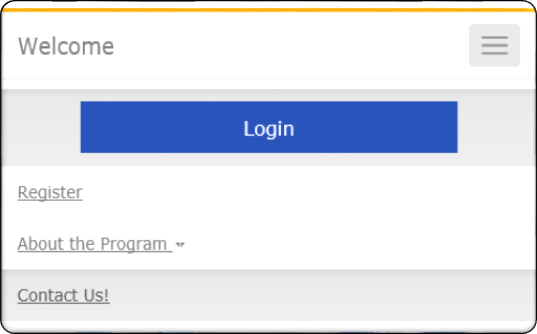 Welcome
Login
Register
About the Program
Contact Us!